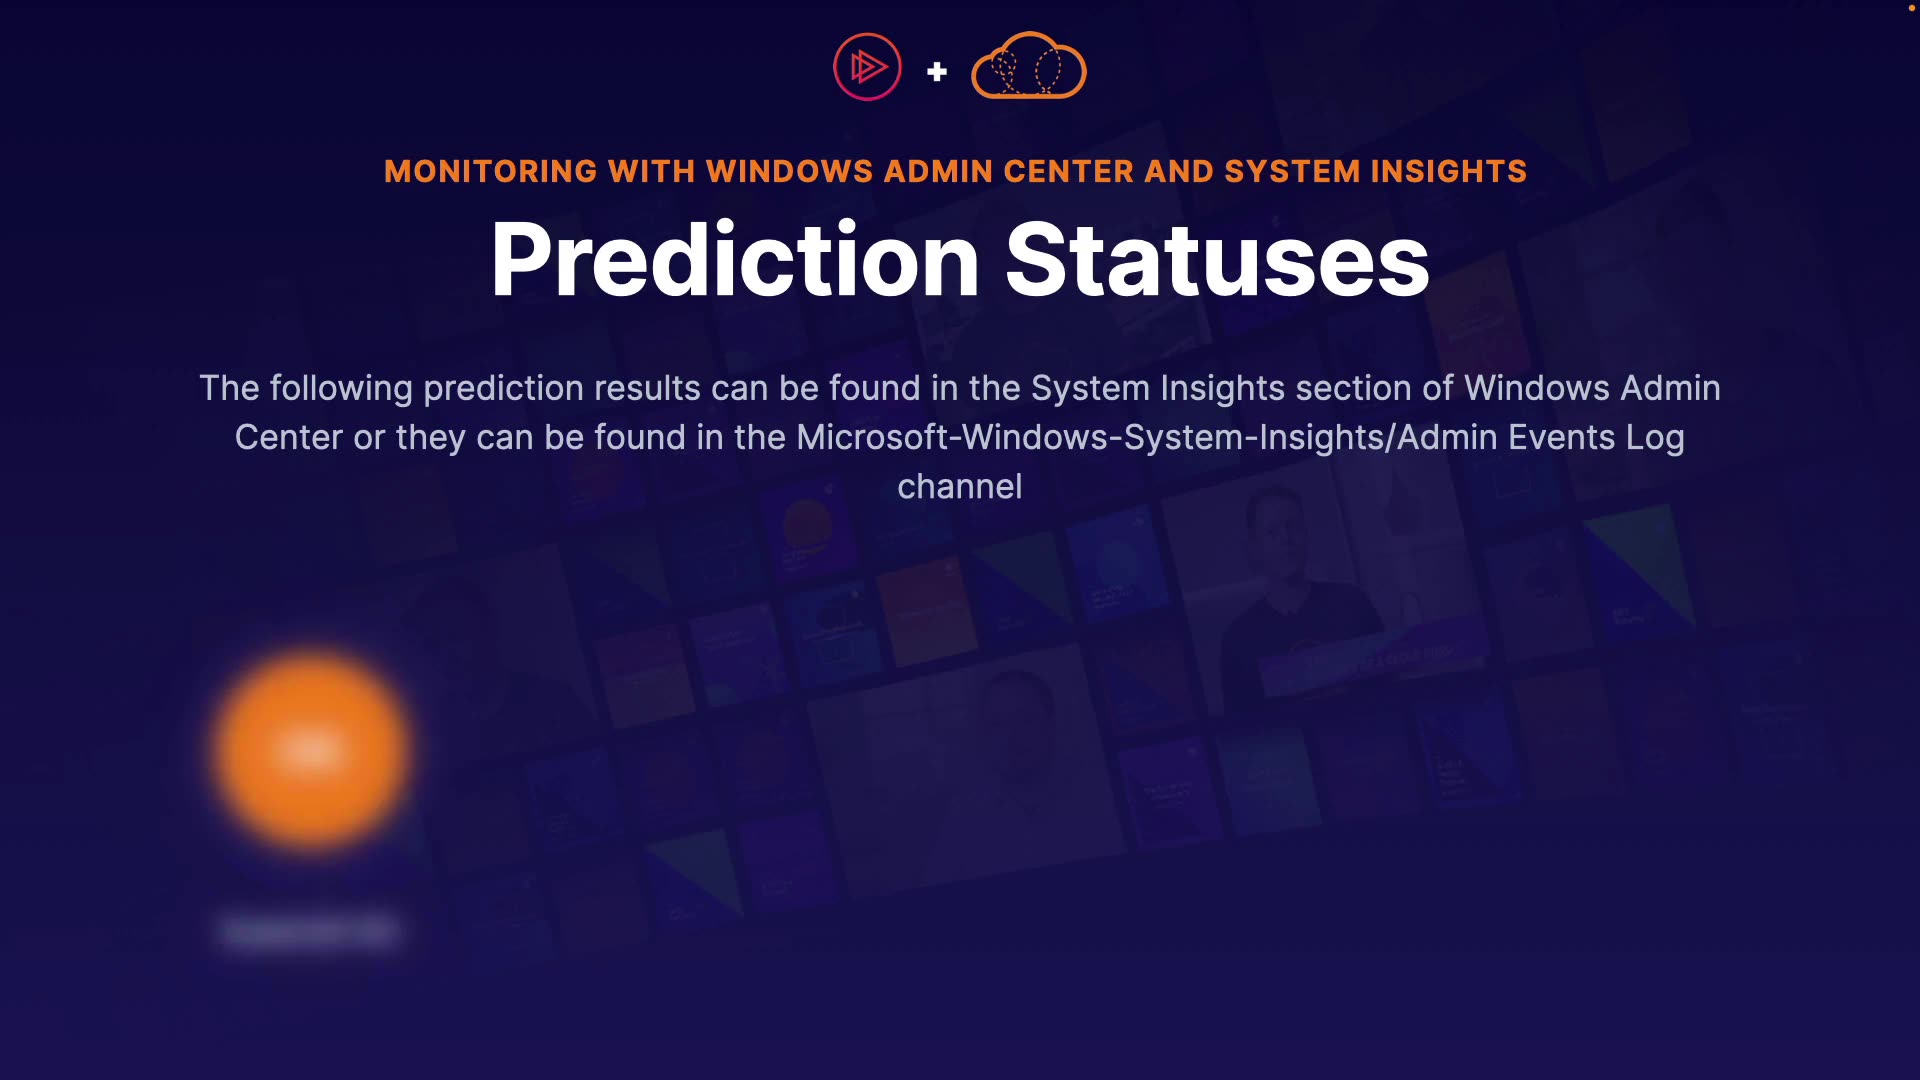 MONITORING WITH WINDOWS ADMIN CENTER AND SYSTEM INSIGHTS
Prediction Statuses
The following prediction results can be found in the System Insights section of Windows Admin
Center or they can be found in the Microsoft-Windows-System-Insights/Admin Events Log
channel